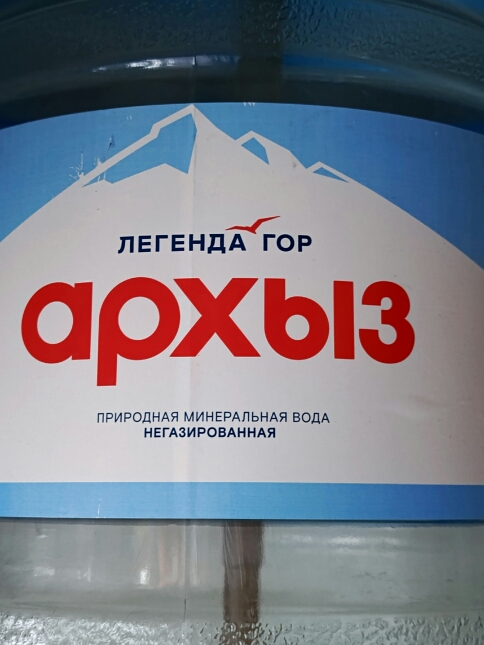 ЛЕГЕНДА ГОР
архыз
ПРИРОДНАЯ МИНЕРАЛЬНАЯ ВОДА
НЕГАЗИРОВАННАЯ